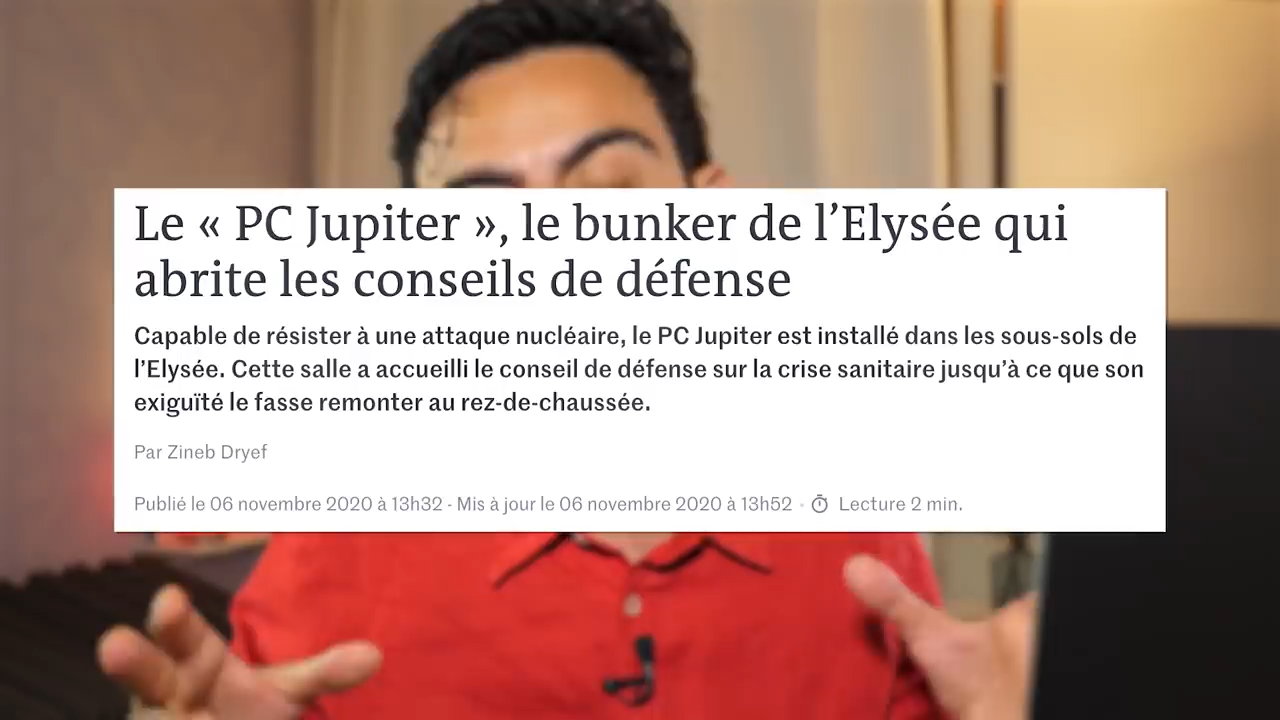 Le « PC Jupiter », le bunker de l’Elysée qui
abrite les conseils de défense
Capable de résister à une attaque nucléaire, le PC Jupiter est installé dans les sous-sols de
l’Elysée. Cette salle a accueilli le conseil de défense sur la crise sanitaire jusqu’à ce que son
exiguïté le fasse remonter au rez-de-chaussée.
Par Zineb Dryef
Publié le 06 novembre 2020 à 13h32 - Mis à jour le 06 novembre 2020 à 13h52 • Lecture 2 min.